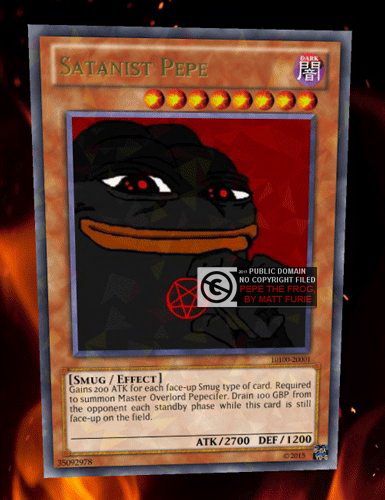 SATANIST PEPE
DARK
闇
2011 PUBLIC DOMAIN
NO COPYRIGHT FILED
PEPE THE FROG,
BY MATT FURIE
10100-20001
[SMUG / EFFECT]
Gains 200 ATK for each face-up Smug type of card. Required
to summon Master Overlord Pepecifer. Drain 100 GBP from
the opponent each standby phase while this card is still
face-up on the field.
ATK/2700 DEF/1200
35092978
©2015